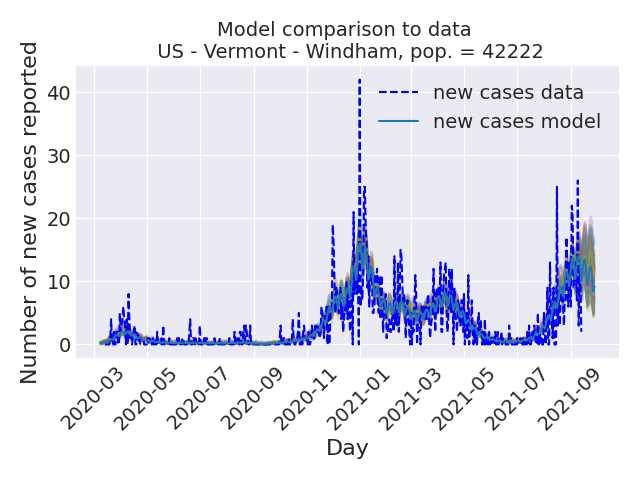 Model comparison to data
US - Vermont - Windham, pop. = 42222
Number of new cases reported
40
30
20
10
0
new cases data
new cases model
2020-03
2020-05
2020-07
2020-09
2020-11
2021-01
2021-03
2021-05
2021-07
2021-09
Day